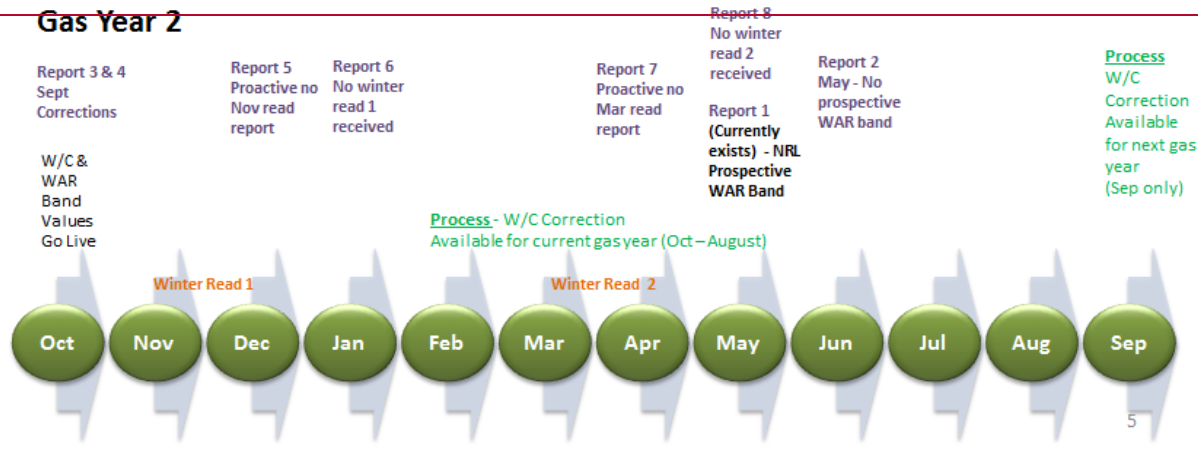 Gas Year 2
Report 3 & 4
Sept
Corrections
W/C &
WAR
Band
Values
Go Live
Report 5
Proactive no
Nov read
report
Report 6
No winter
read 1
received
Report 7
Proactive no
Mar read
report
Report 8
No winter
read 2
received
Report 1
(Currently
exists) - NRL
Prospective
WAR Band
Report 2
May - No
prospective
WAR band
Process
W/C
Correction
Available
for next gas
year
(Sep only)
Process - W/C Correction
Available for current gas year (Oct – August)
Winter Read 1
Winter Read 2
Oct
Nov
Dec
Jan
Feb
Mar
Apr
May
Jun
Jul
Aug
Sep
5